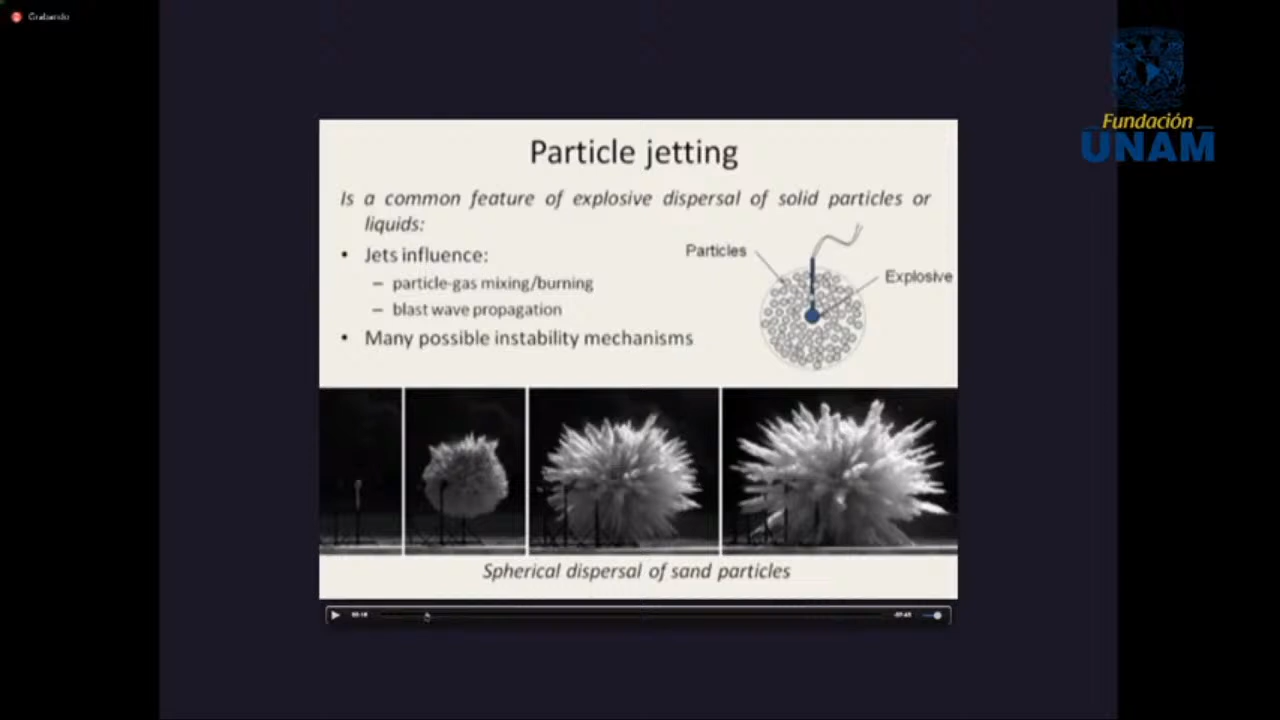 Grabando
Fundación
UNAM
Particle jetting
Is a common feature of explosive dispersal of solid particles or
liquids:
• Jets influence:
– particle-gas mixing/burning
– blast wave propagation
• Many possible instability mechanisms
Particles
Explosive
Spherical dispersal of sand particles